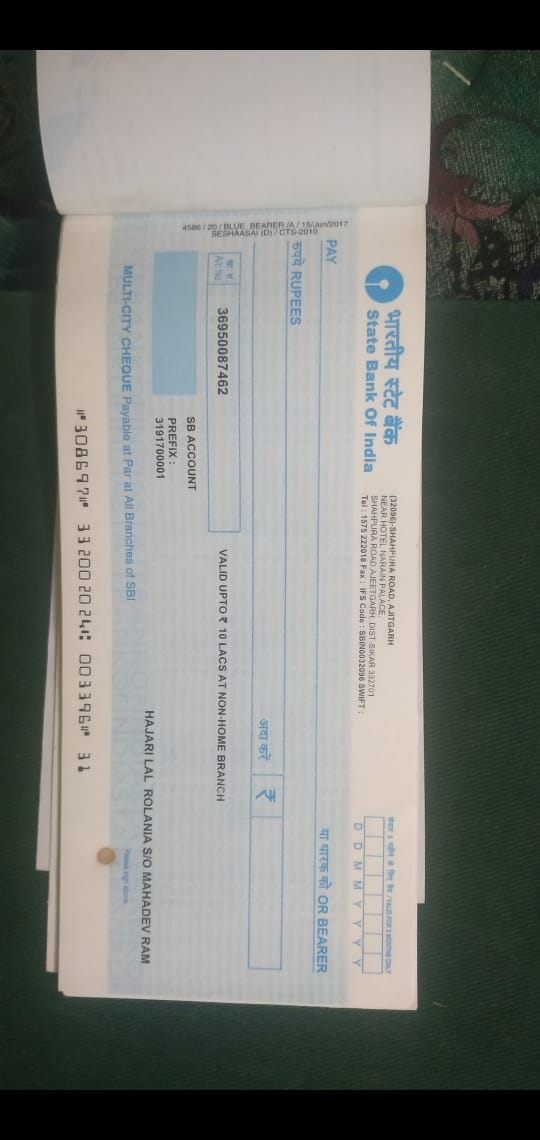 4586 / 20 / BLUE_BEARER /A / 15/Jun/2017
SESHAASAI (D) / CTS-2010
भारतीय स्टेट बैंक
State Bank Of India
(32096)-SHAHPURA ROAD, AJITGARH
NEAR HOTEL NARAIN PALACE,
SHAHPURA ROAD,AJEETGARH, DIST-SIKAR 332701
Tel : 1575 222018 Fax : IFS Code : SBIN0032096 SWIFT :
VALID FOR 3 MONTHS ONLY
D D M M Y Y Y Y
PAY
या धारक को OR BEARER
रुपये RUPEES
अदा करें ₹
A/c No.
36950087462
VALID UPTO ₹ 10 LACS AT NON-HOME BRANCH
SB ACCOUNT
PREFIX :
3191700001
HAJARI LAL ROLANIA S/O MAHADEV RAM
MULTI-CITY CHEQUE Payable at Par at All Branches of SBI
Please sign above
⑈308697⑈ 332002024⑆ 003396⑈ 31